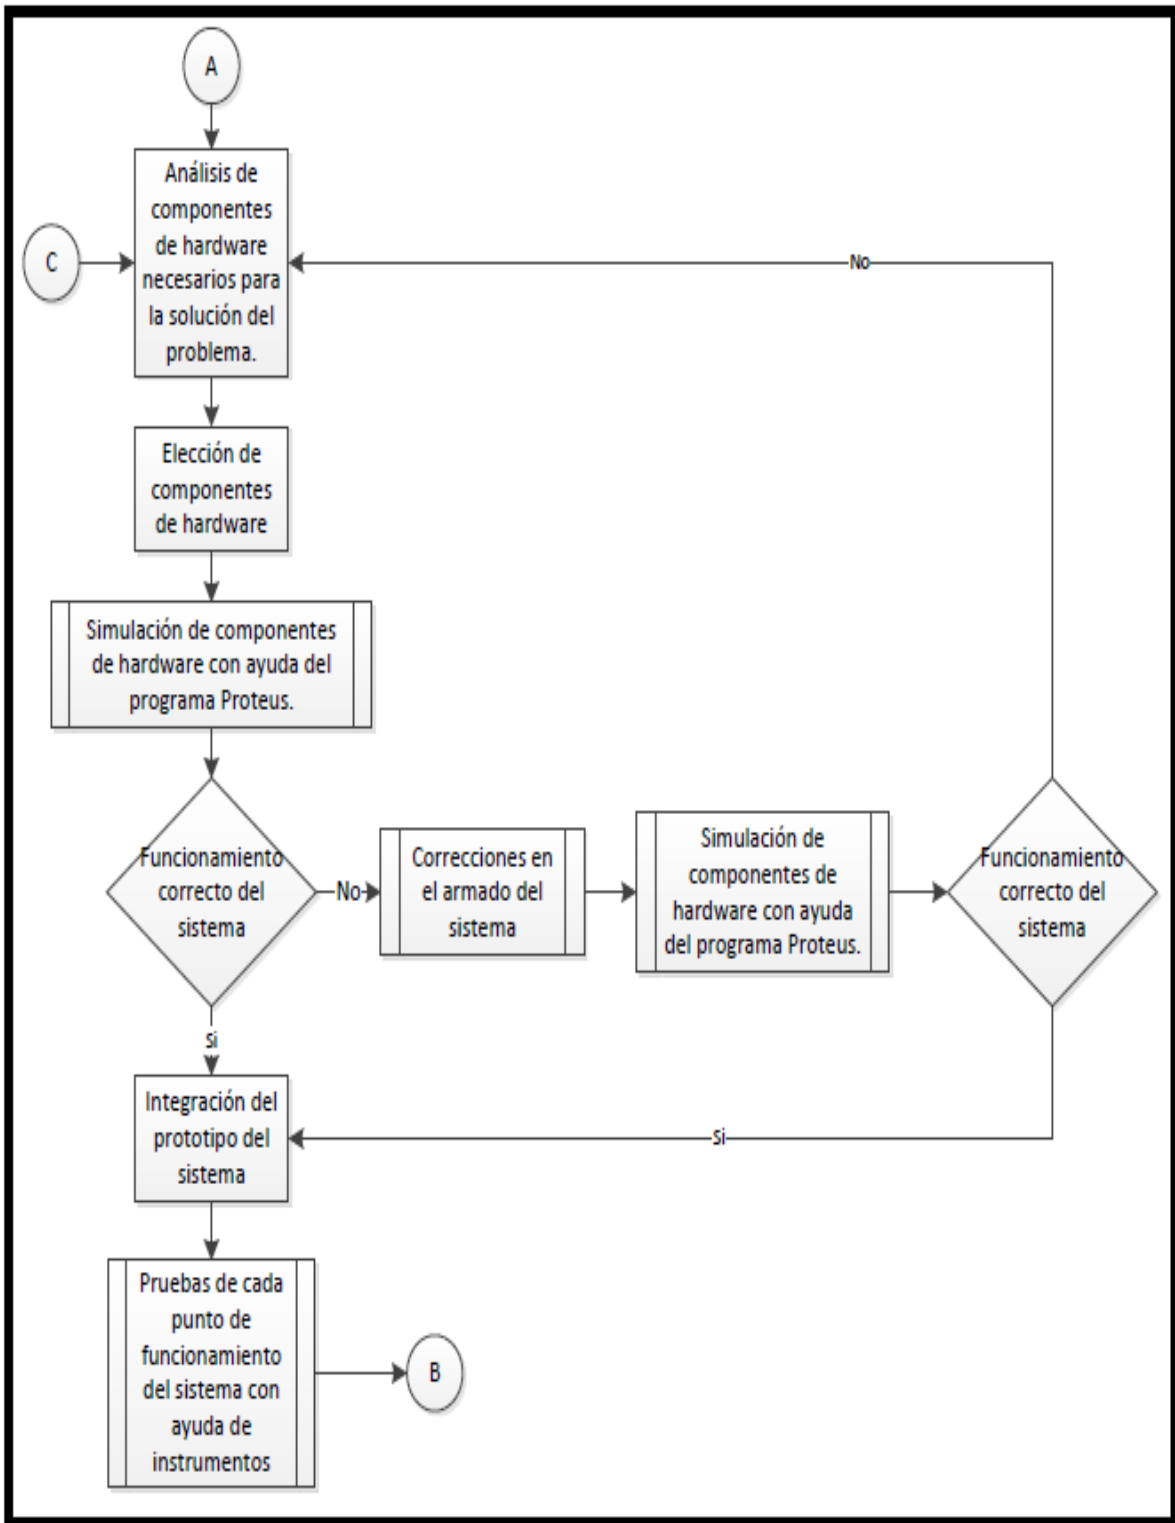 A
Análisis de
componentes
de hardware
necesarios para
la solución del
problema.
C
No
Elección de
componentes
de hardware
Simulación de componentes
de hardware con ayuda del
programa Proteus.
Funcionamiento
correcto del
sistema
No
Correcciones en
el armado del
sistema
Simulación de
componentes de
hardware con ayuda
del programa Proteus.
Funcionamiento
correcto del
sistema
Si
Integración del
prototipo del
sistema
Si
Pruebas de cada
punto de
funcionamiento
del sistema con
ayuda de
instrumentos
B